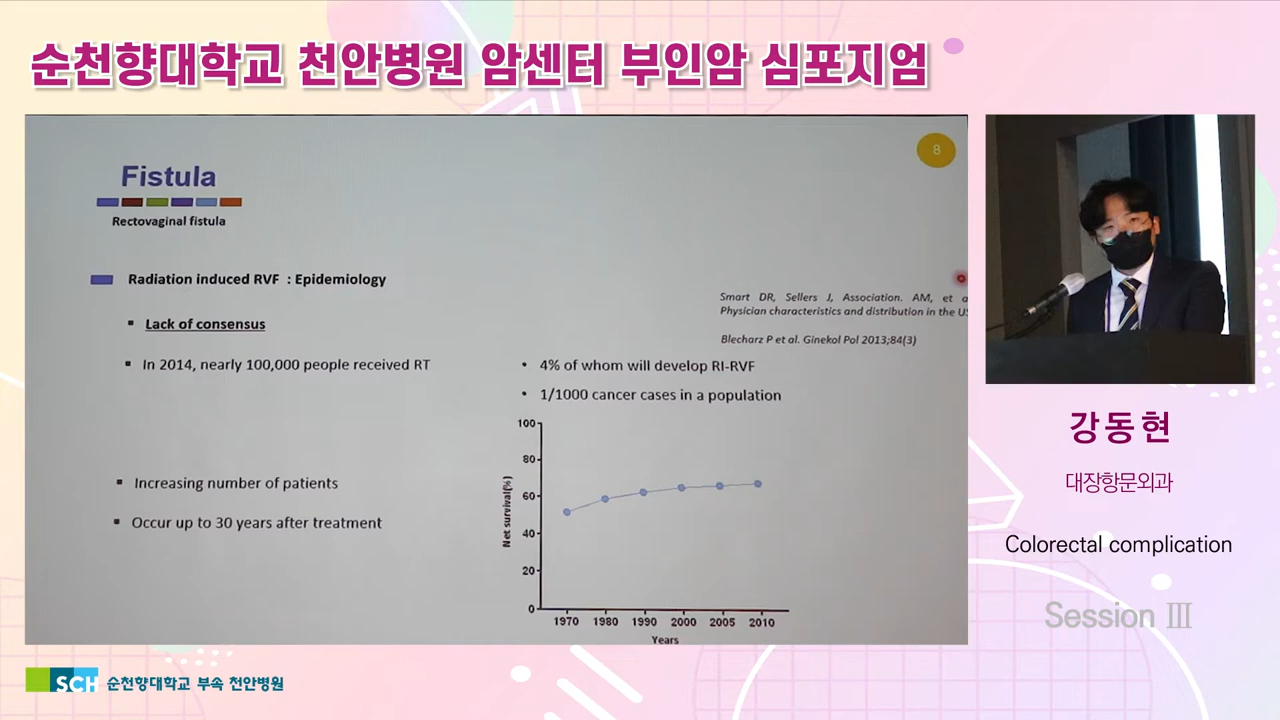 순천향대학교 천안병원 암센터 부인암 심포지엄
8
Fistula
Rectovaginal fistula
Radiation induced RVF : Epidemiology
Smart DR, Sellers J, Association. AM, et a
Physician characteristics and distribution in the US
Blecharz P et al. Ginekol Pol 2013;84(3)
Lack of consensus
In 2014, nearly 100,000 people received RT
• 4% of whom will develop RI-RVF
• 1/1000 cancer cases in a population
Increasing number of patients
Occur up to 30 years after treatment
Net survival(%)
100
80
60
40
20
0
1970 1980 1990 2000 2005 2010
Years
강동현
대장항문외과
Colorectal complication
Session Ⅲ
SCH 순천향대학교 부속 천안병원